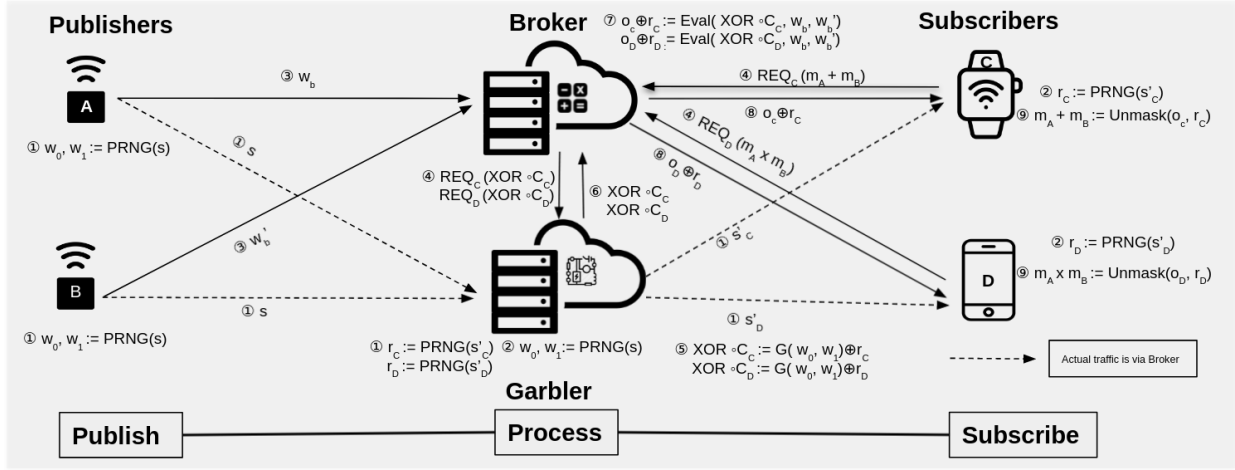 Publishers
Broker
Subscribers
⑦ o_c⊕r_C := Eval( XOR ∘C_C, w_b, w_b')
o_D⊕r_D := Eval( XOR ∘C_D, w_b, w_b')
A
① w_0, w_1 := PRNG(s)
③ w_b
① s
③ w_b'
B
① w_0, w_1 := PRNG(s)
① s
④ REQ_C (m_A + m_B)
⑧ o_c⊕r_C
④ REQ_D (m_A x m_B)
⑧ o_D⊕r_D
C
② r_C := PRNG(s'_C)
⑨ m_A + m_B := Unmask(o_c, r_C)
④ REQ_C (XOR ∘C_C)
REQ_D (XOR ∘C_D)
⑥ XOR ∘C_C
XOR ∘C_D
① s'_C
① s'_D
D
② r_D := PRNG(s'_D)
⑨ m_A x m_B := Unmask(o_D, r_D)
① r_C := PRNG(s'_C)
r_D := PRNG(s'_D)
② w_0, w_1 := PRNG(s)
⑤ XOR ∘C_C := G( w_0, w_1)⊕r_C
XOR ∘C_D := G( w_0, w_1)⊕r_D
Actual traffic is via Broker
Garbler
Publish
Process
Subscribe